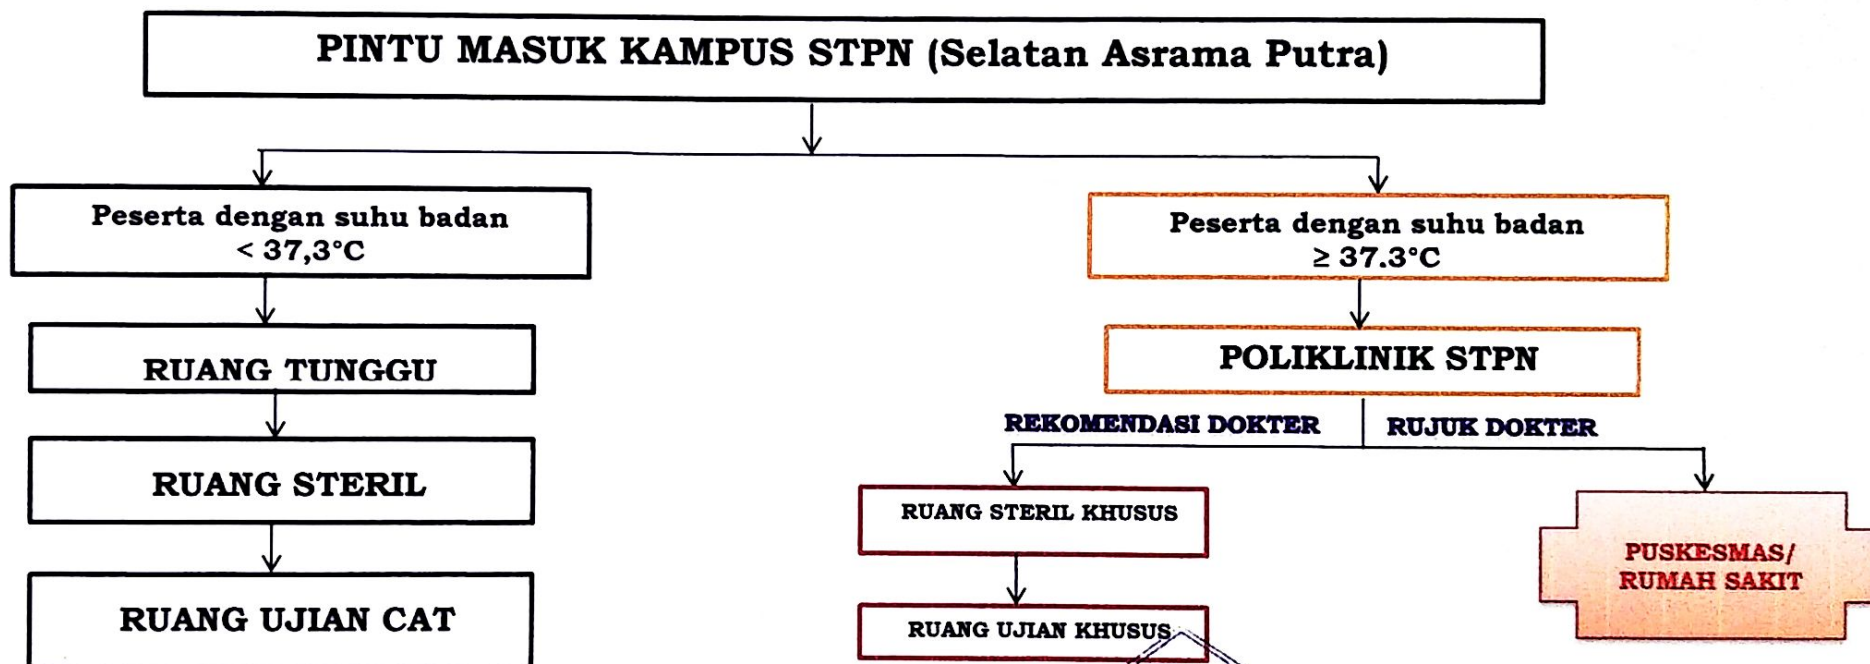 PINTU MASUK KAMPUS STPN (Selatan Asrama Putra)
Peserta dengan suhu badan
< 37,3°C
RUANG TUNGGU
RUANG STERIL
RUANG UJIAN CAT
Peserta dengan suhu badan
≥ 37.3°C
POLIKLINIK STPN
REKOMENDASI DOKTER
RUJUK DOKTER
RUANG STERIL KHUSUS
RUANG UJIAN KHUSUS
PUSKESMAS/
RUMAH SAKIT